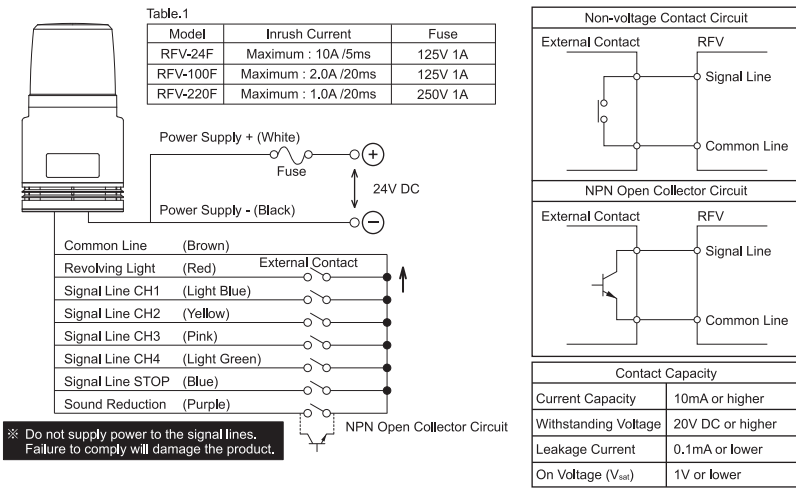 Table.1
Model Inrush Current Fuse
RFV-24F Maximum : 10A /5ms 125V 1A
RFV-100F Maximum : 2.0A /20ms 125V 1A
RFV-220F Maximum : 1.0A /20ms 250V 1A
Power Supply + (White)
Fuse
+
24V DC
Power Supply - (Black)
−
Common Line (Brown)
Revolving Light (Red) External Contact
Signal Line CH1 (Light Blue)
Signal Line CH2 (Yellow)
Signal Line CH3 (Pink)
Signal Line CH4 (Light Green)
Signal Line STOP (Blue)
Sound Reduction (Purple)
NPN Open Collector Circuit
※ Do not supply power to the signal lines.
Failure to comply will damage the product.
Non-voltage Contact Circuit
External Contact RFV
Signal Line
Common Line
NPN Open Collector Circuit
External Contact RFV
Signal Line
Common Line
Contact Capacity
Current Capacity 10mA or higher
Withstanding Voltage 20V DC or higher
Leakage Current 0.1mA or lower
On Voltage (Vsat) 1V or lower